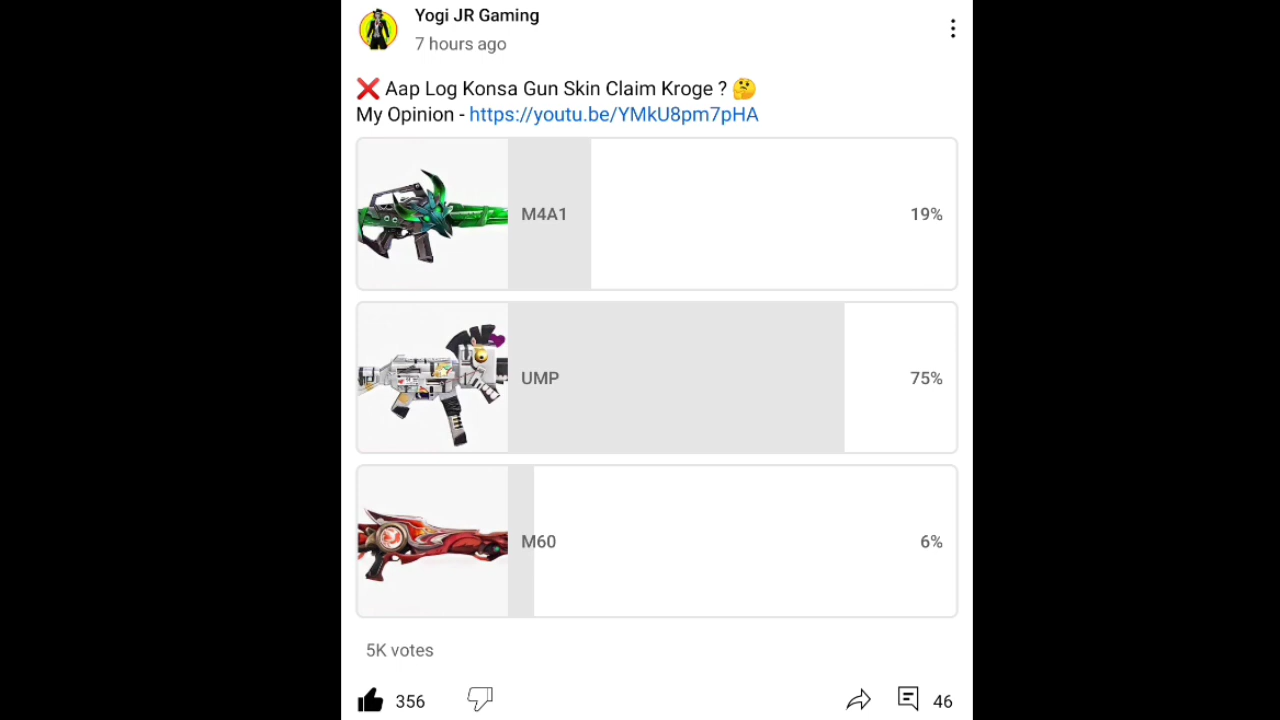 Yogi JR Gaming
7 hours ago
❌ Aap Log Konsa Gun Skin Claim Kroge ? 🤔
My Opinion - https://youtu.be/YMkU8pm7pHA
M4A1 19%
UMP 75%
M60 6%
5K votes
356 46